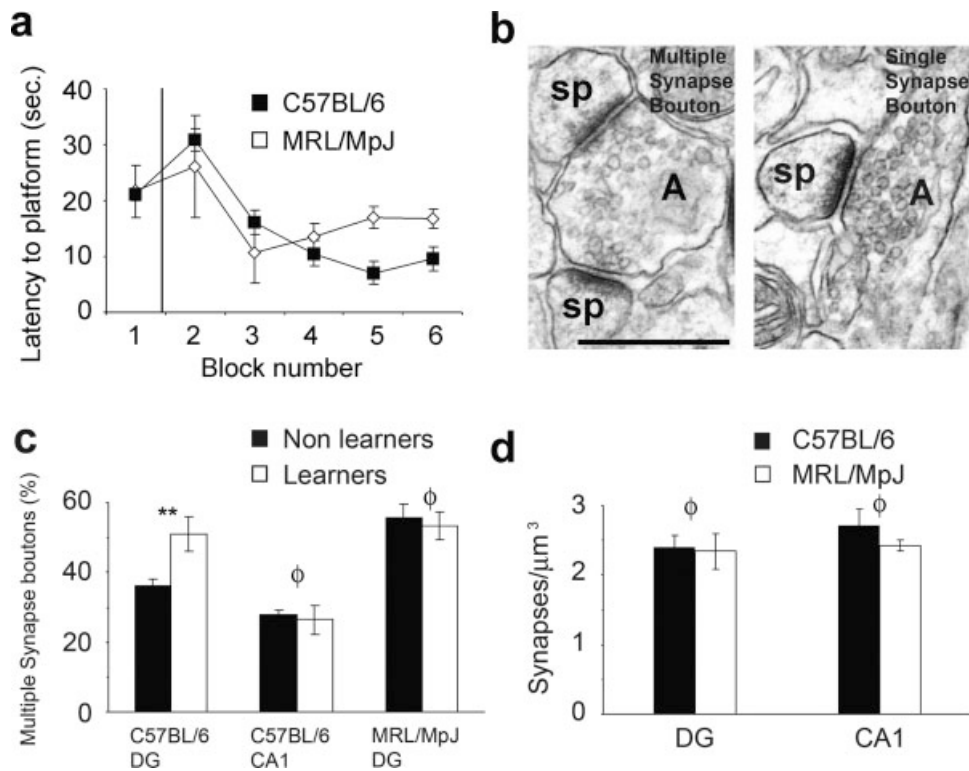 a
Latency to platform (sec.)
40
30
20
10
0
C57BL/6
MRL/MpJ
1 2 3 4 5 6
Block number
b
sp
Multiple
Synapse
Bouton
A
sp
Single
Synapse
Bouton
sp
A
c
Non learners
Learners
Multiple Synapse boutons (%)
60
40
20
0
**
ϕ
ϕ
C57BL/6
DG
C57BL/6
CA1
MRL/MpJ
DG
d
C57BL/6
MRL/MpJ
Synapses/μm³
3
2
1
0
ϕ
ϕ
DG CA1